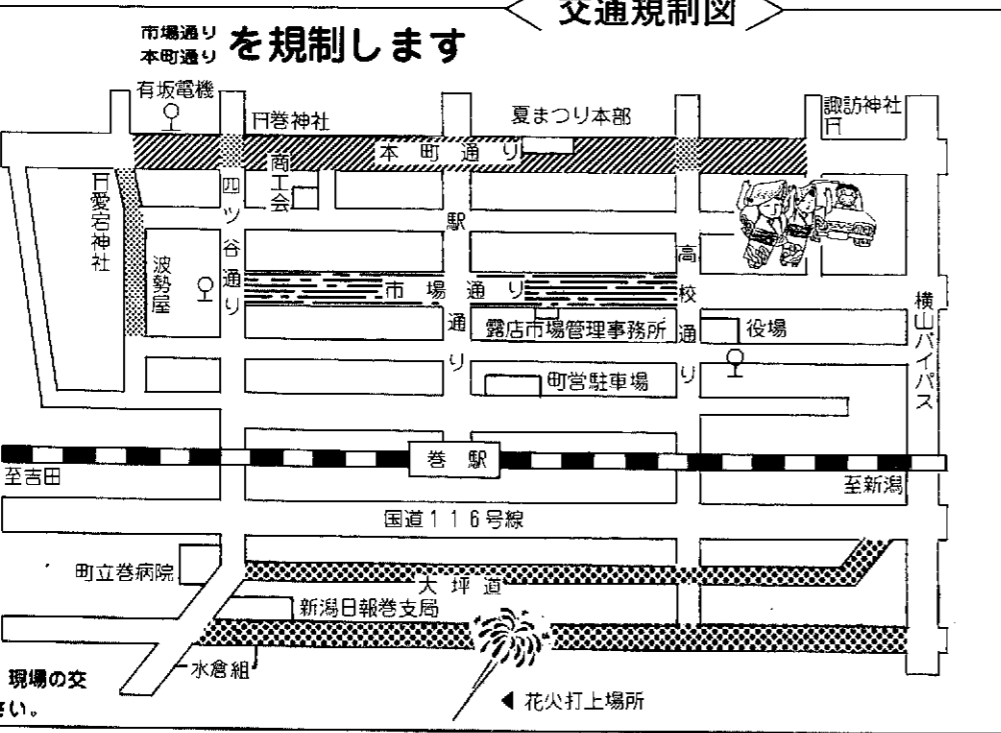 交通規制図
市場通り
本町通り
を規制します
有坂電機
巻神社
夏まつり本部
諏訪神社
本町通り
商工会
愛宕神社
四ツ谷通り
駅通り
高校通り
波勢屋
市場通り
横山バイパス
露店市場管理事務所
役場
町営駐車場
巻駅
至吉田
至新潟
国道116号線
町立巻病院
大坪道
新潟日報巻支局
水倉組
現場の交
さい。
◀ 花火打上場所